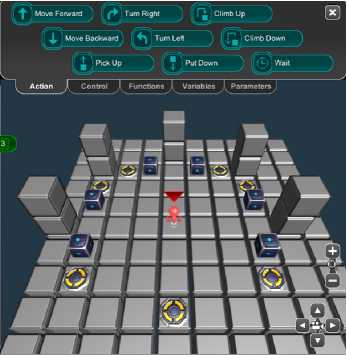 Move Forward Turn Right Climb Up
Move Backward Turn Left Climb Down
Pick Up Put Down Wait
Action Control Functions Variables Parameters
3